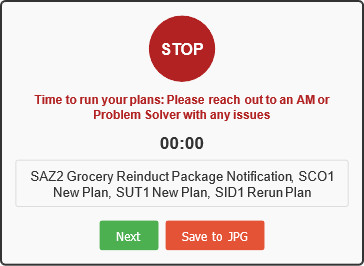 STOP
Time to run your plans: Please reach out to an AM or
Problem Solver with any issues
00:00
SAZ2 Grocery Reinduct Package Notification, SCO1
New Plan, SUT1 New Plan, SID1 Rerun Plan
Next
Save to JPG